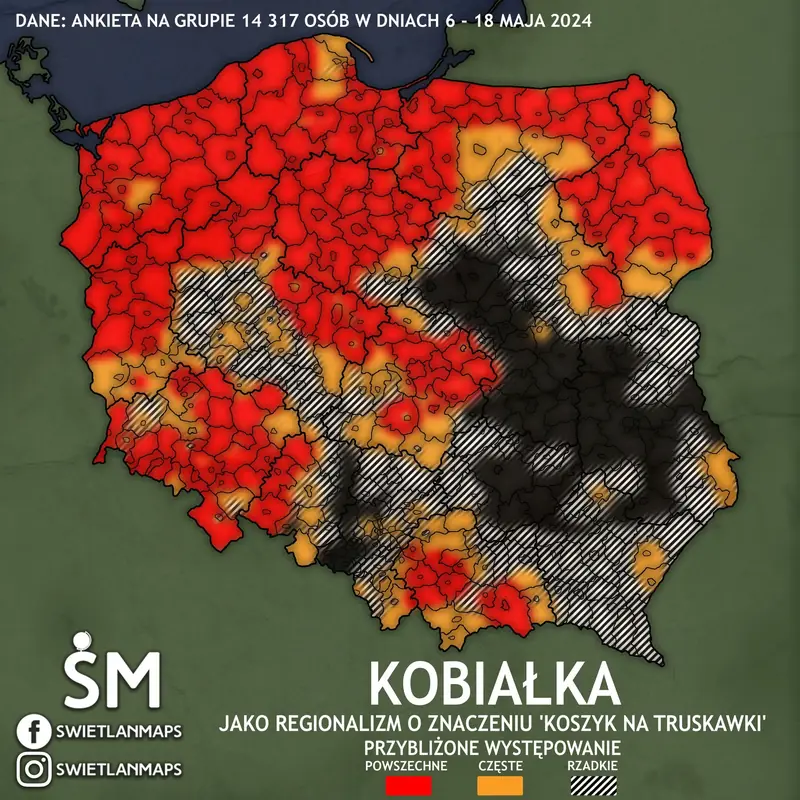 DANE: ANKIETA NA GRUPIE 14 317 OSÓB W DNIACH 6 - 18 MAJA 2024
ŚM
SWIETLANMAPS
SWIETLANMAPS
KOBIAŁKA
JAKO REGIONALIZM O ZNACZENIU 'KOSZYK NA TRUSKAWKI'
PRZYBLIŻONE WYSTĘPOWANIE
POWSZECHNE CZĘSTE RZADKIE